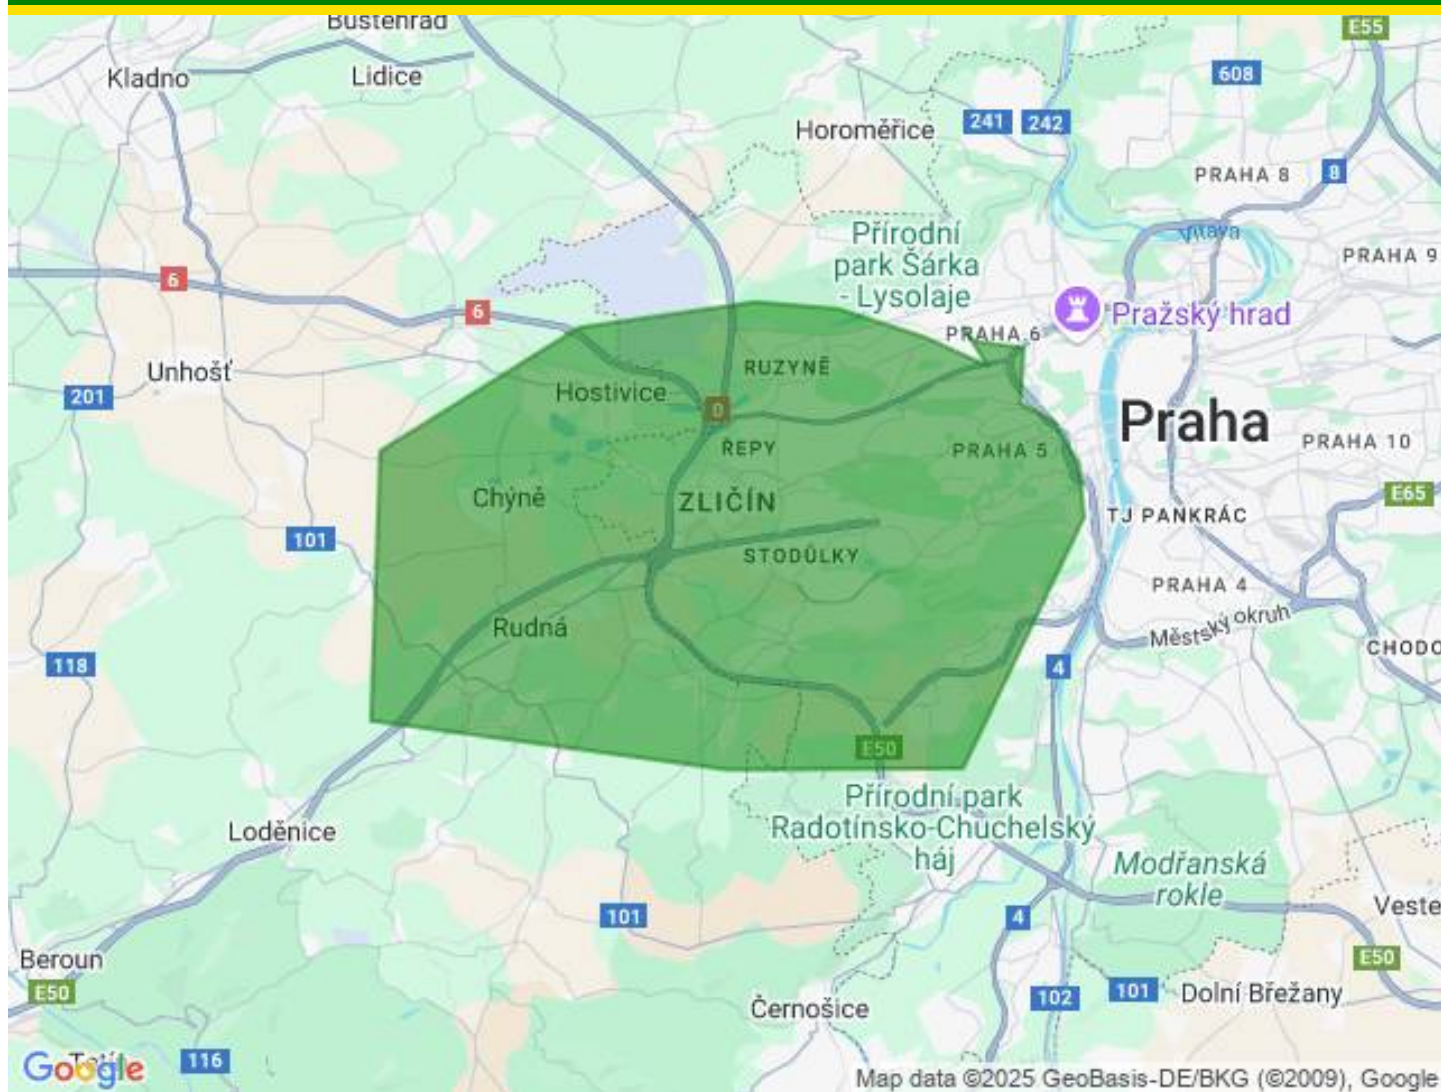 Buštěhrad
E55
Kladno
Lidice
608
Horoměřice
241
242
PRAHA 8
8
Přírodní
park Šárka
- Lysolaje
Vltava
PRAHA 9
6
6
Pražský hrad
PRAHA 6
Unhošť
RUZYNĚ
Hostivice
201
0
Praha
PRAHA 10
ŘEPY
PRAHA 5
Chýně
ZLIČÍN
E65
TJ PANKRÁC
101
STODŮLKY
PRAHA 4
Rudná
Městský okruh
CHODO
118
4
E50
Přírodní park
Radotínsko-Chuchelský
háj
Loděnice
Modřanská
rokle
101
4
Veste
Beroun
E50
E50
Černošice
102
101
Dolní Břežany
Google
116
Map data ©2025 GeoBasis-DE/BKG (©2009), Google